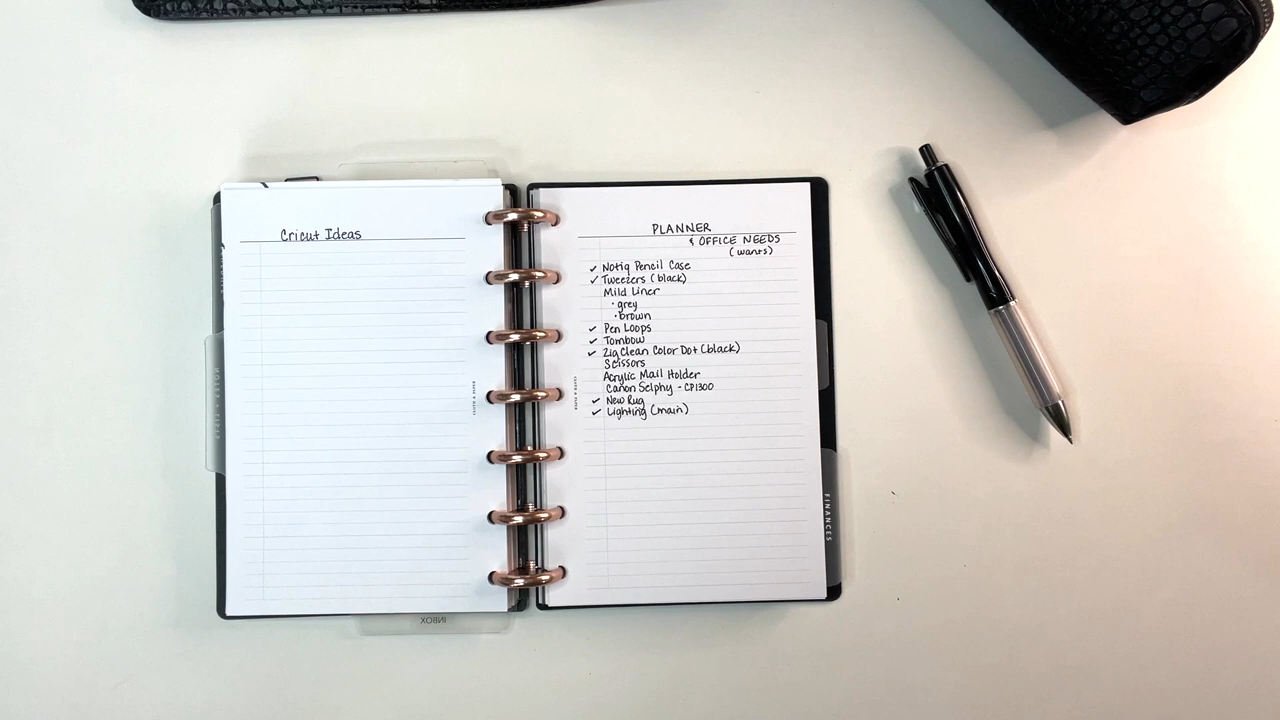 Cricut Ideas
PLANNER
& OFFICE NEEDS
(wants)
✓ Notiq Pencil Case
✓ Tweezers (black)
Mild Liner
· grey
· brown
✓ Pen Loops
✓ Tombow
✓ Zig Clean Color Dot (black)
Scissors
Acrylic Mail Holder
Canon Selphy - CP1300
✓ New Rug
✓ Lighting (main)
FINANCES
INBOX